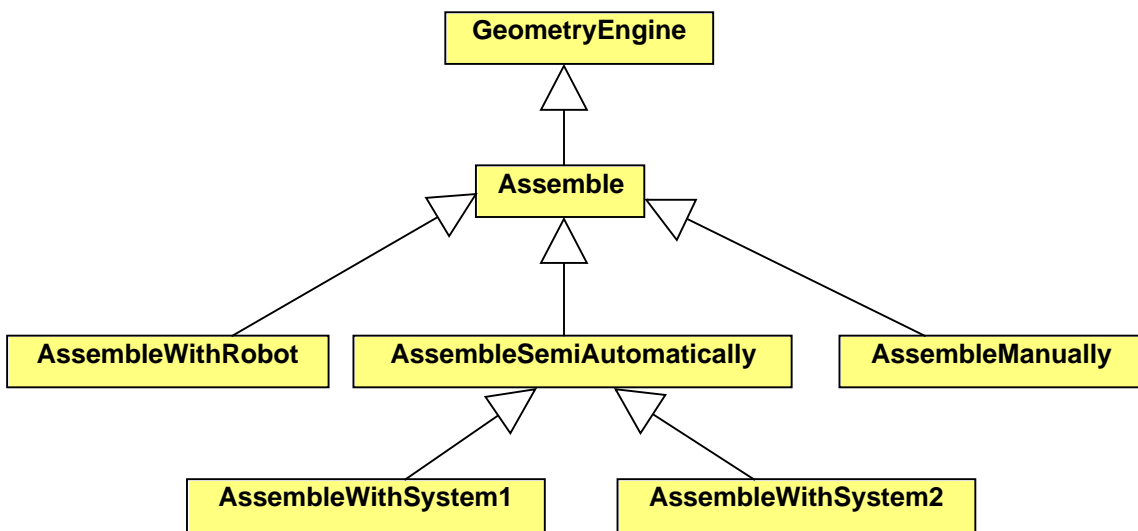 GeometryEngine
Assemble
AssembleWithRobot
AssembleSemiAutomatically
AssembleManually
AssembleWithSystem1
AssembleWithSystem2